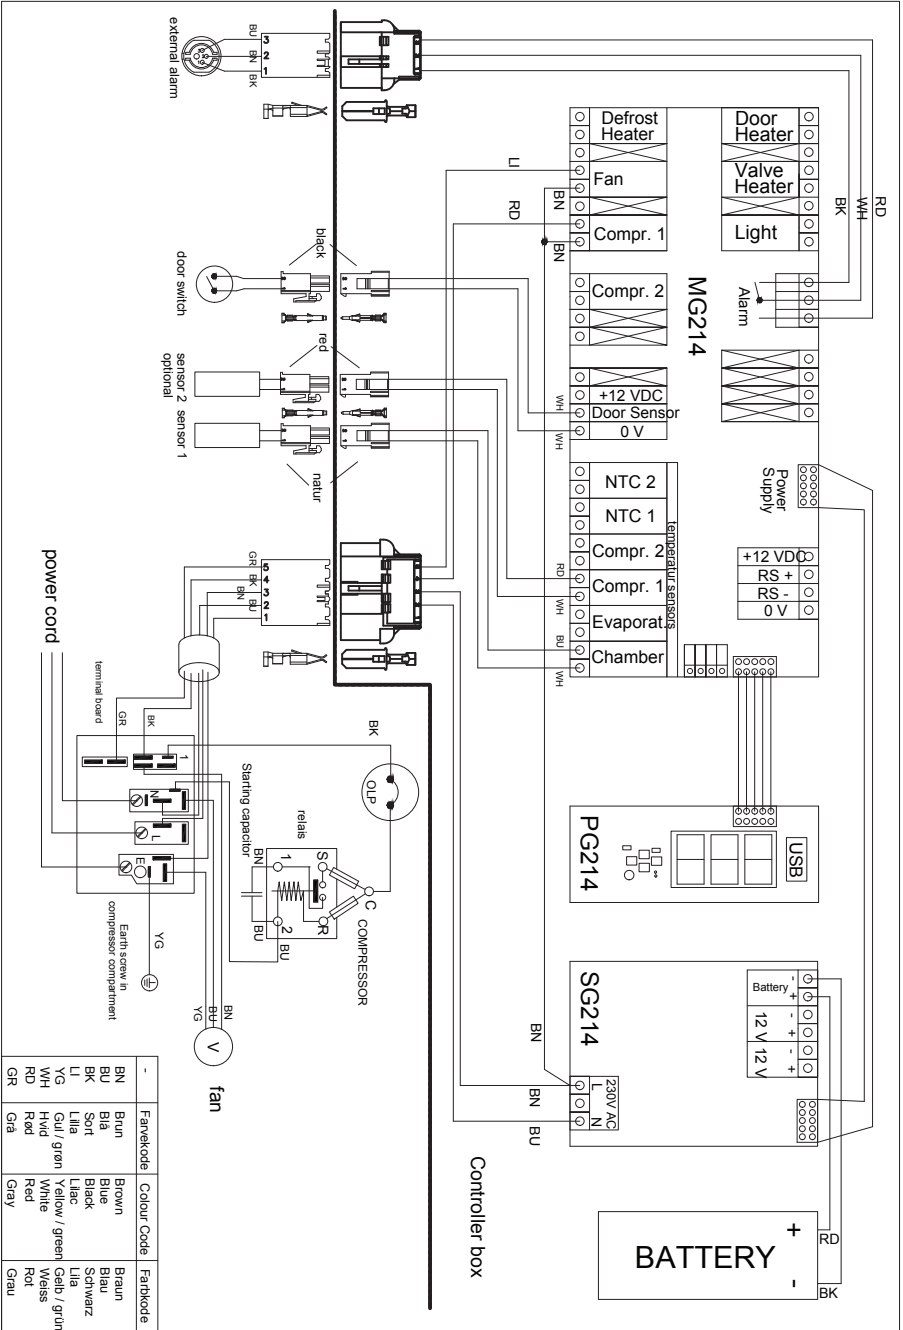 external alarm
BU
BN
BK
3
2
1
RD
WH
BK
Defrost
Heater
Fan
Compr. 1
Compr. 2
+12 VDC
Door Sensor
0 V
NTC 2
NTC 1
Compr. 2
Compr. 1
Evaporat.
Chamber
temperatur sensors
Door
Heater
Valve
Heater
Light
Alarm
MG214
Power
Supply
+12 VDC
RS +
RS -
0 V
LI
BN
RD
BN
WH
WH
RD
WH
BU
WH
door switch
black
red
sensor 2
optional
sensor 1
natur
GR
BK
BN
BU
5
4
3
2
1
power cord
terminal board
GR
BK
1
N
L
E
YG
Earth screw in
compressor compartment
BK
OLP
Starting capacitor
relais
BN
BU
1
2
S
R
C
COMPRESSOR
BU
BN
BU
YG
V
fan
PG214
USB
SG214
Battery
-
+
12 V
-
+
12 V
-
+
230V AC
L
N
BN
BN
BU
Controller box
BATTERY
+
-
RD
BK
- Farvekode Colour Code Farbkode
BN Brun Brown Braun
BU Blå Blue Blau
BK Sort Black Schwarz
LI Lilla Lilac Lila
YG Gul / grøn Yellow / green Gelb / grün
WH Hvid White Weiss
RD Rød Red Rot
GR Grå Gray Grau